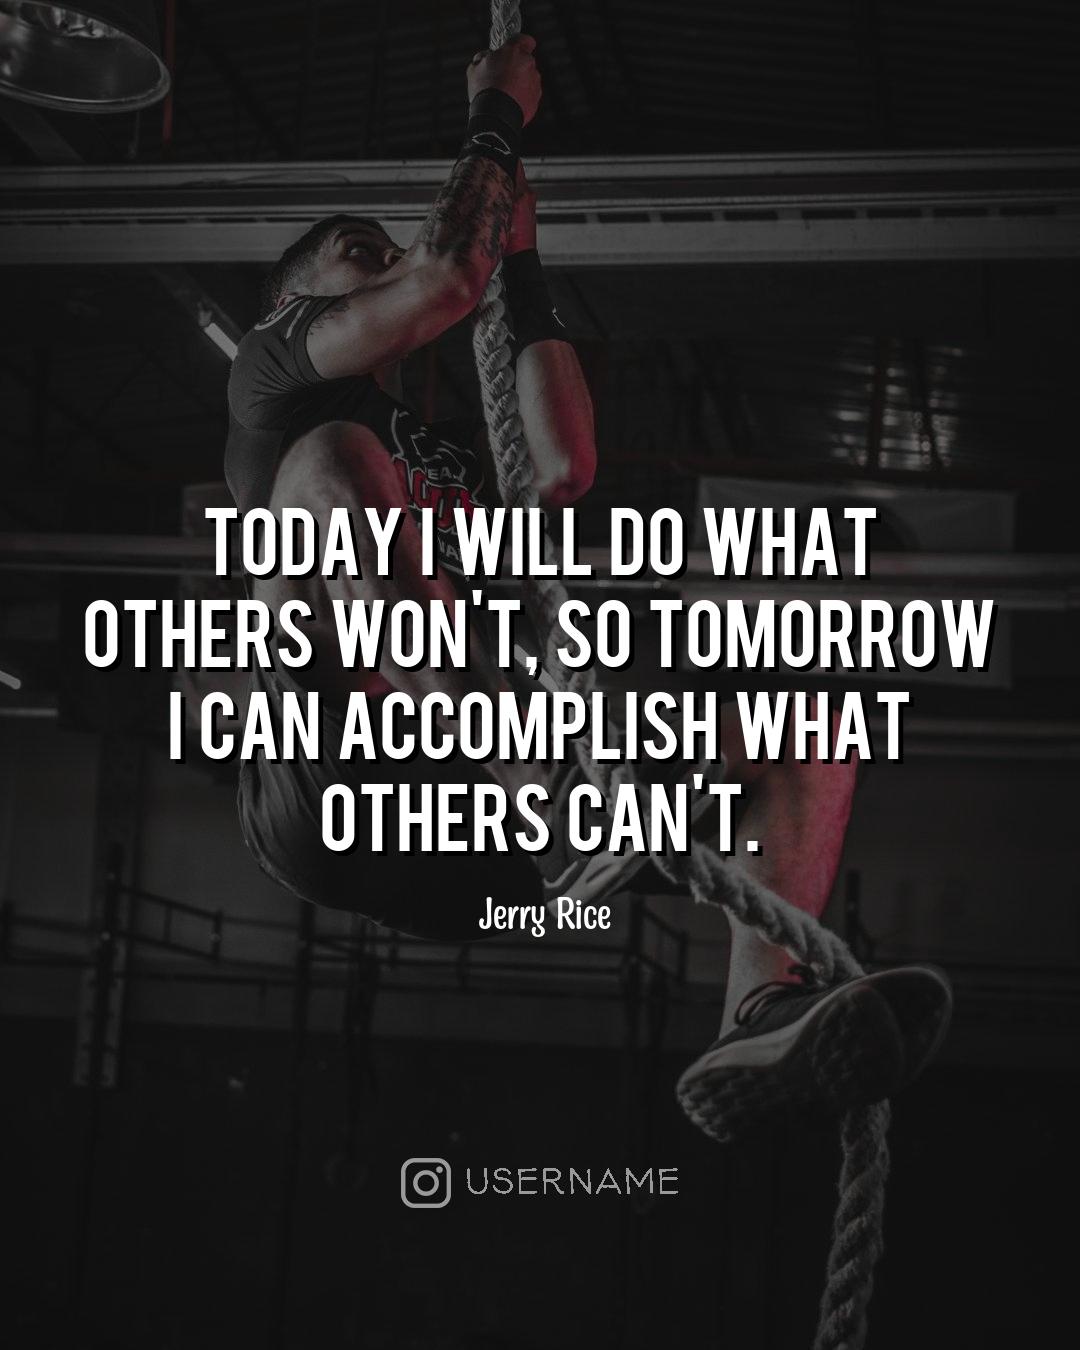 TODAY I WILL DO WHAT
OTHERS WON'T, SO TOMORROW
I CAN ACCOMPLISH WHAT
OTHERS CAN'T.
Jerry Rice
USERNAME